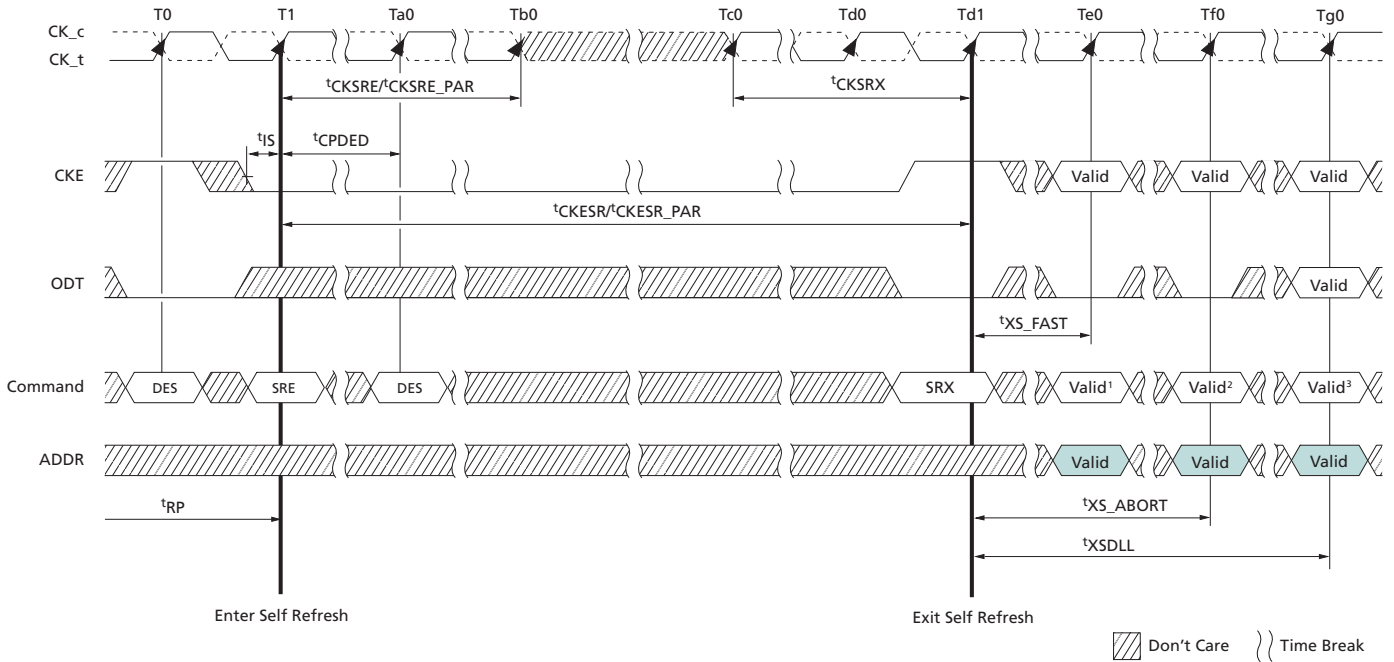 T0 T1 Ta0 Tb0 Tc0 Td0 Td1 Te0 Tf0 Tg0
CK_c
CK_t
tCKSRE/tCKSRE_PAR tCKSRX
tIS tCPDED
CKE Valid Valid Valid
tCKESR/tCKESR_PAR
ODT Valid
tXS_FAST
Command DES SRE DES SRX Valid1 Valid2 Valid3
ADDR Valid Valid Valid
tRP tXS_ABORT
tXSDLL
Enter Self Refresh Exit Self Refresh
Don't Care Time Break